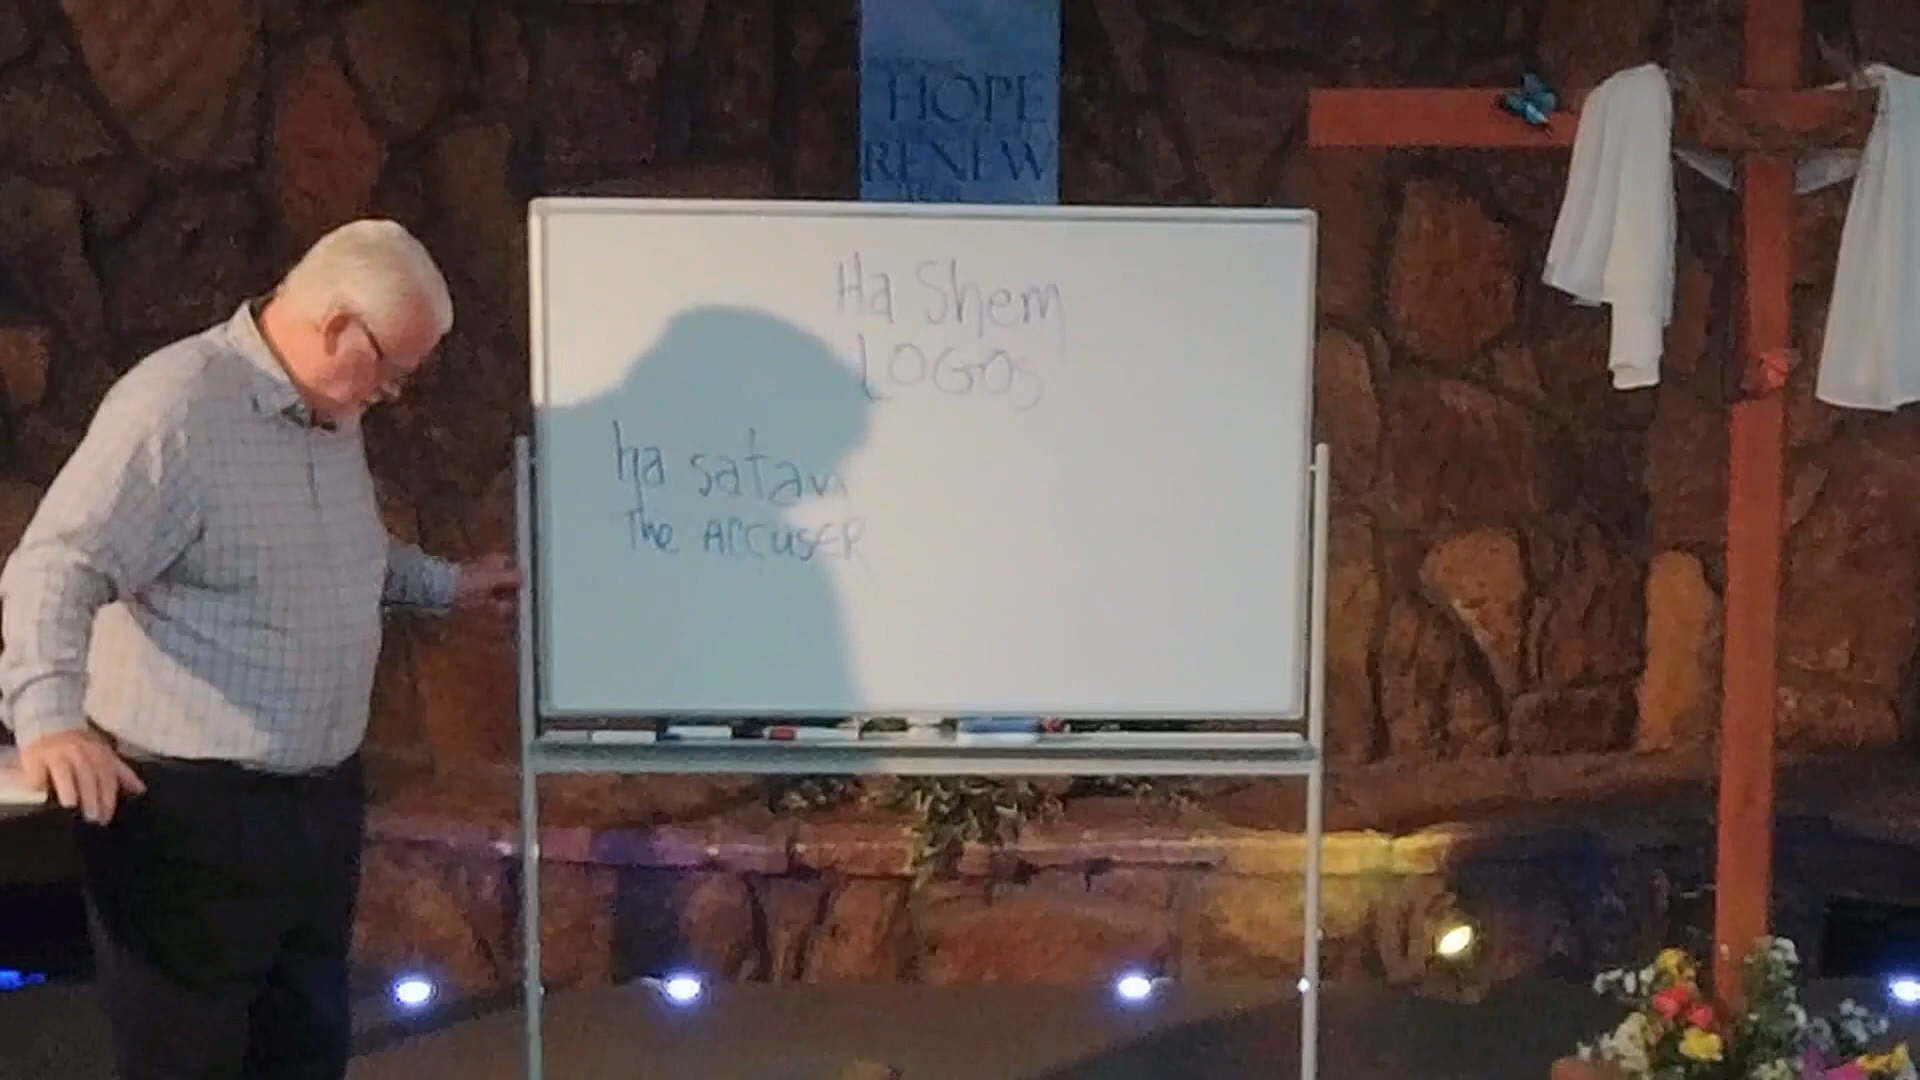 HOPE
RENEW
Ha Shem
LOGOS
ha satan
The ACCUSER